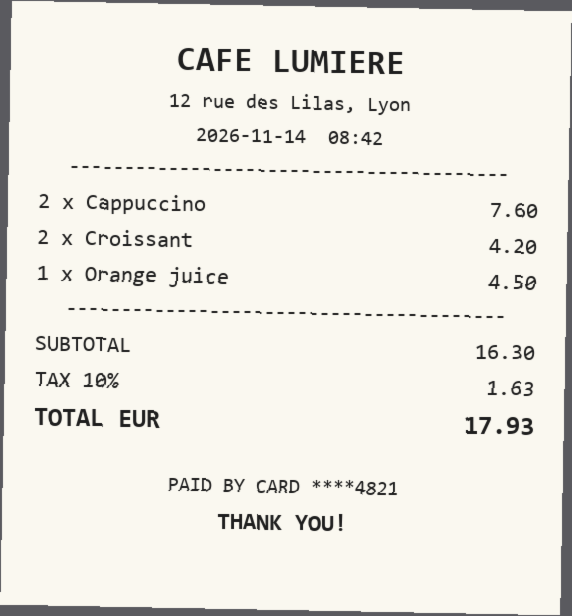 CAFE LUMIERE
12 rue des Lilas, Lyon
2026-11-14  08:42
---------------------------------------
2 x Cappuccino 7.60
2 x Croissant 4.20
1 x Orange juice 4.50
---------------------------------------
SUBTOTAL 16.30
TAX 10% 1.63
TOTAL EUR 17.93
PAID BY CARD ****4821
THANK YOU!